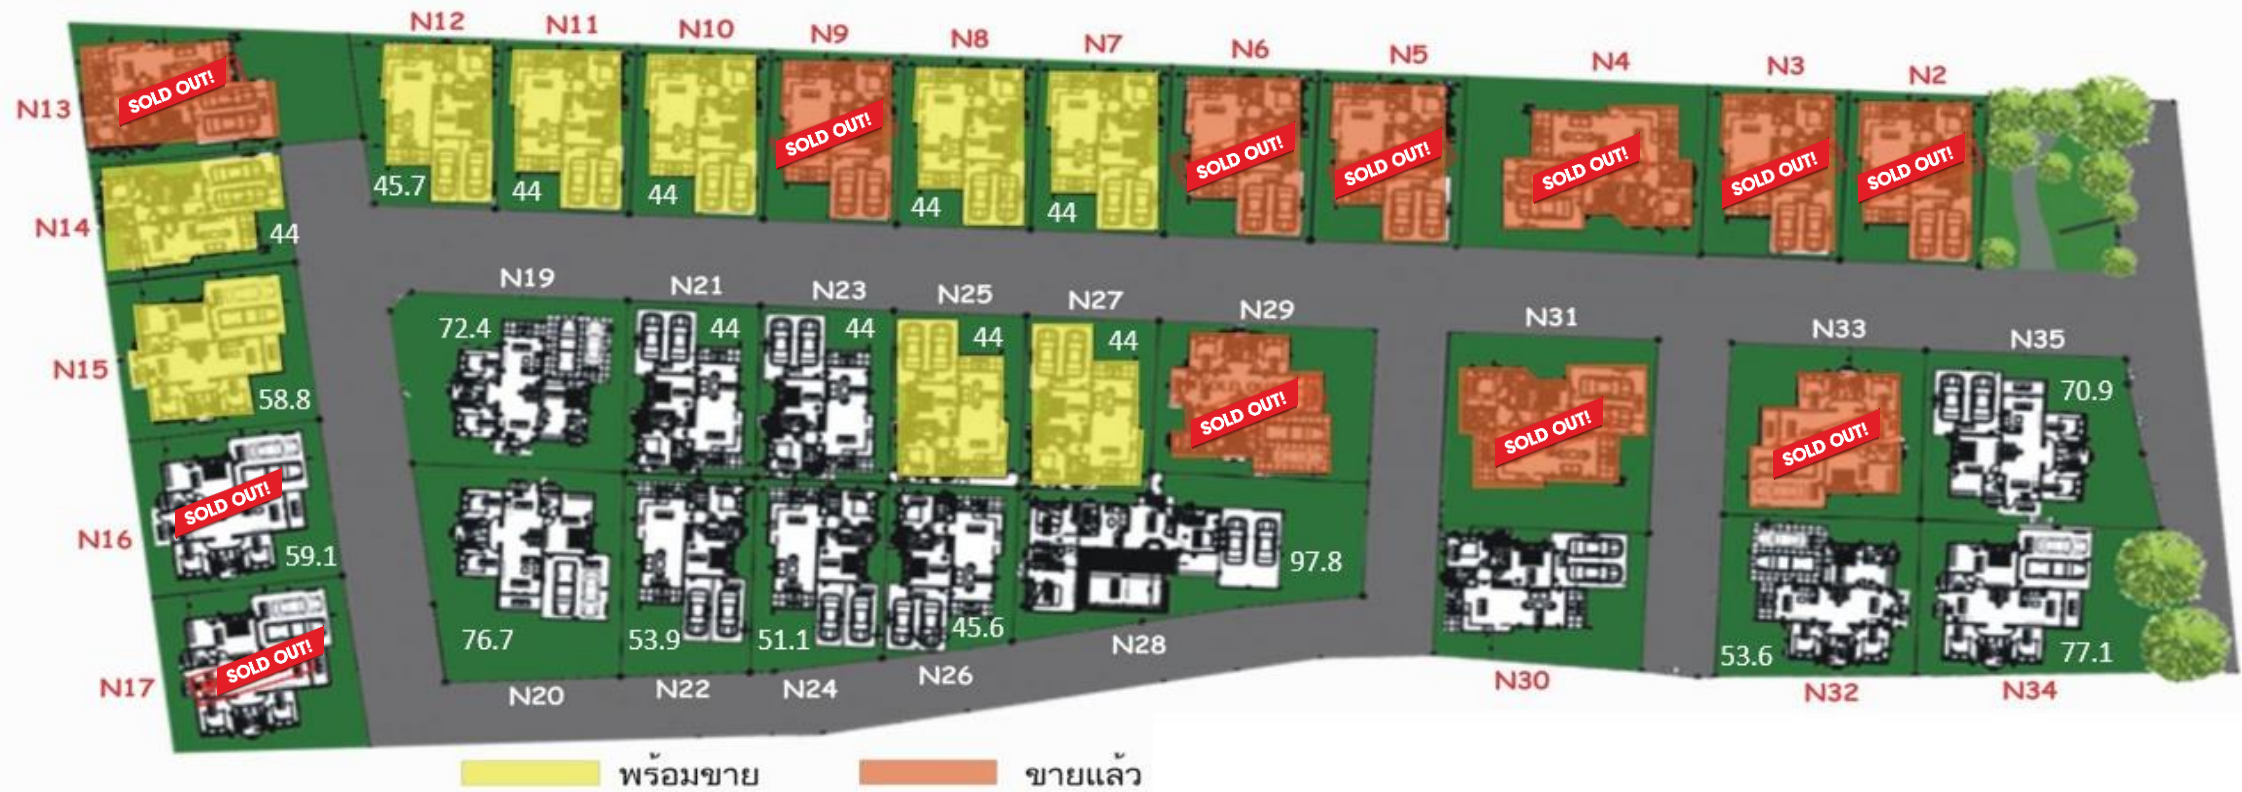 N12
N11
N10
N9
N8
N7
N6
N5
N4
N3
N2
N13
SOLD OUT!
SOLD OUT!
SOLD OUT!
SOLD OUT!
SOLD OUT!
SOLD OUT!
SOLD OUT!
45.7
44
44
44
44
N14
44
N15
58.8
N16
SOLD OUT!
59.1
N17
SOLD OUT!
N19
N21
N23
N25
N27
N29
N31
N33
N35
72.4
44
44
44
44
SOLD OUT!
SOLD OUT!
SOLD OUT!
70.9
76.7
53.9
51.1
45.6
97.8
53.6
77.1
N20
N22
N24
N26
N28
N30
N32
N34
พร้อมขาย
ขายแล้ว